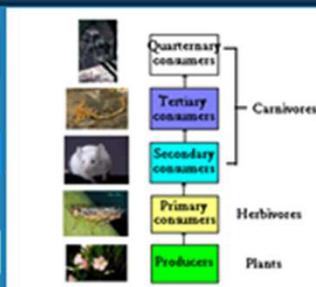 Quarternary
consumers
Tertiary
consumers
Carnivores
Secondary
consumers
Primary
consumers
Herbivores
Producers
Plants